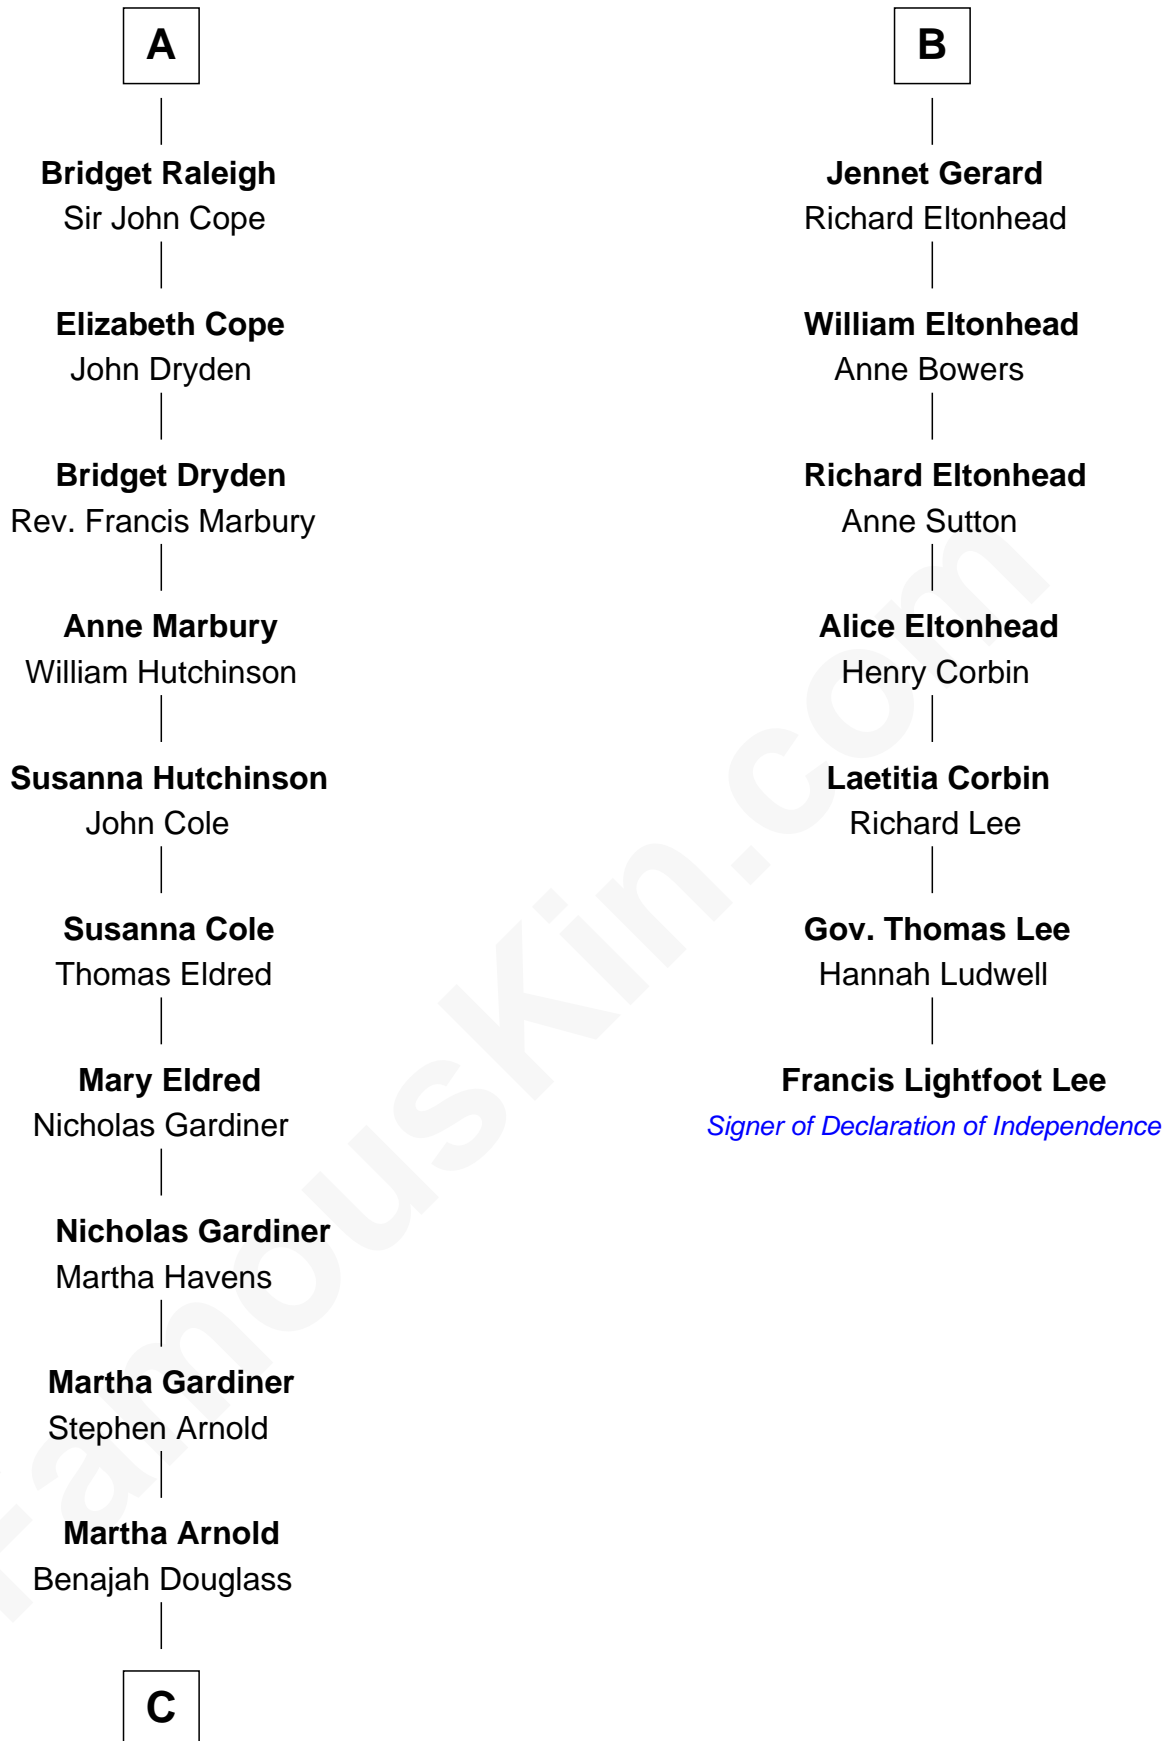 A
Bridget Raleigh
Sir John Cope
Elizabeth Cope
John Dryden
Bridget Dryden
Rev. Francis Marbury
Anne Marbury
William Hutchinson
Susanna Hutchinson
John Cole
Susanna Cole
Thomas Eldred
Mary Eldred
Nicholas Gardiner
Nicholas Gardiner
Martha Havens
Martha Gardiner
Stephen Arnold
Martha Arnold
Benajah Douglass
C
B
Jennet Gerard
Richard Eltonhead
William Eltonhead
Anne Bowers
Richard Eltonhead
Anne Sutton
Alice Eltonhead
Henry Corbin
Laetitia Corbin
Richard Lee
Gov. Thomas Lee
Hannah Ludwell
Francis Lightfoot Lee
Signer of Declaration of Independence
FamousKin.com